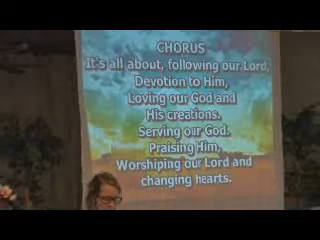 CHORUS
It's all about, following our Lord,
Devotion to Him,
Loving our God and
His creations.
Serving our God.
Praising Him,
Worshiping our Lord and
changing hearts.